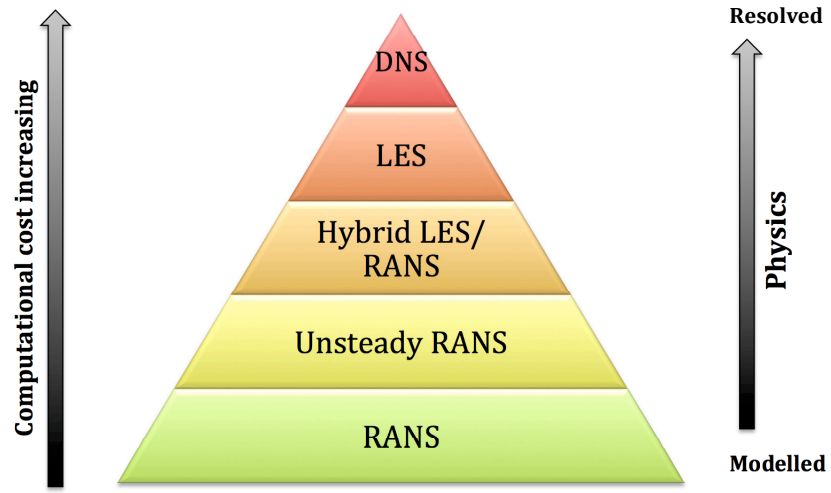 Resolved
DNS
LES
Hybrid LES/
RANS
Unsteady RANS
RANS
Computational cost increasing
Physics
Modelled